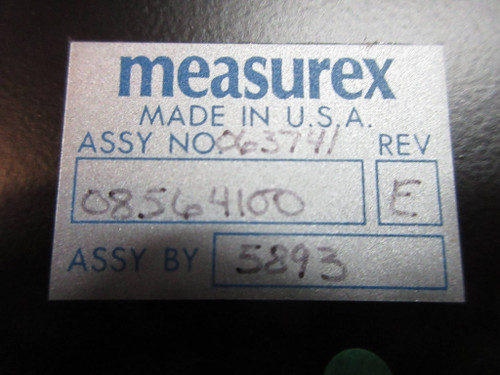 measurex
MADE IN U.S.A.
ASSY NO. 063741 REV
08564100 E
ASSY BY 5893